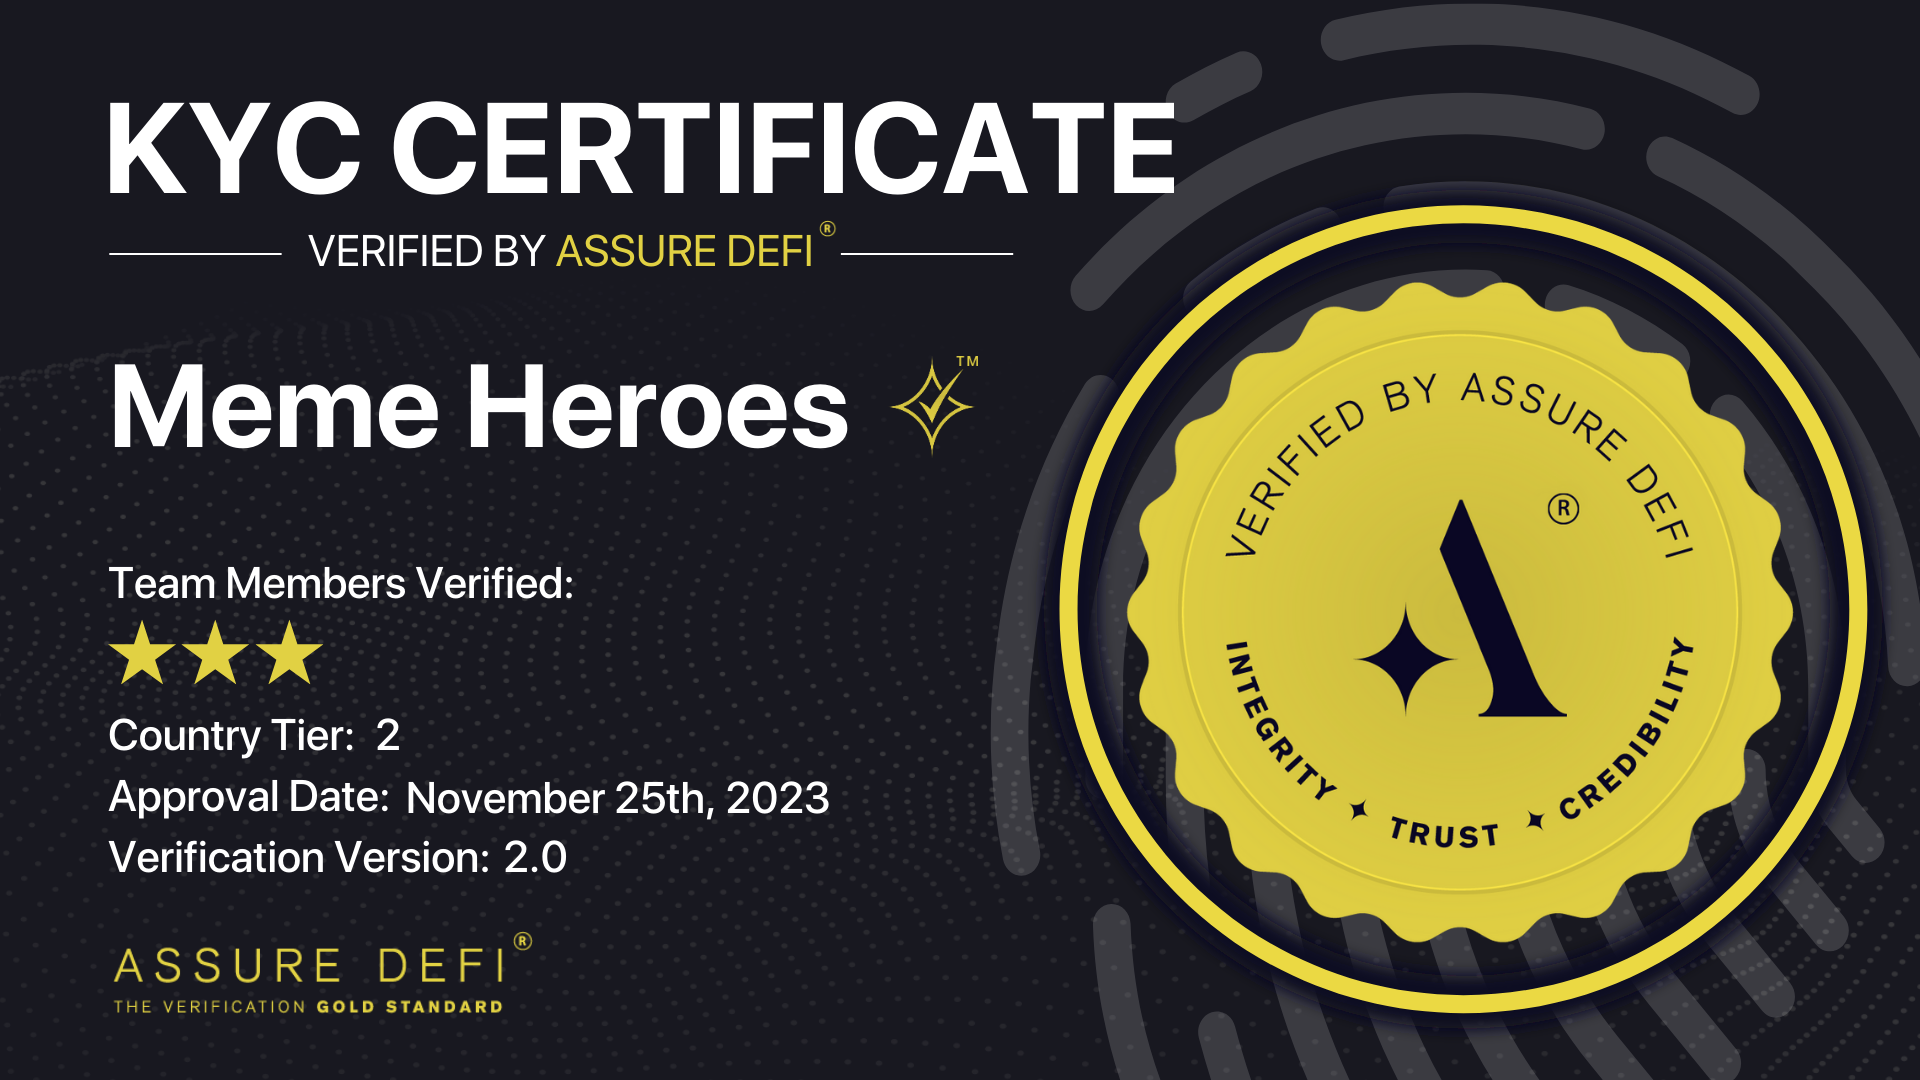 KYC CERTIFICATE
VERIFIED BY ASSURE DEFI®
Meme Heroes ™
Team Members Verified:
★★★
Country Tier: 2
Approval Date: November 25th, 2023
Verification Version: 2.0
ASSURE DEFI®
THE VERIFICATION GOLD STANDARD
VERIFIED BY ASSURE DEFI
®
INTEGRITY ✦ TRUST ✦ CREDIBILITY